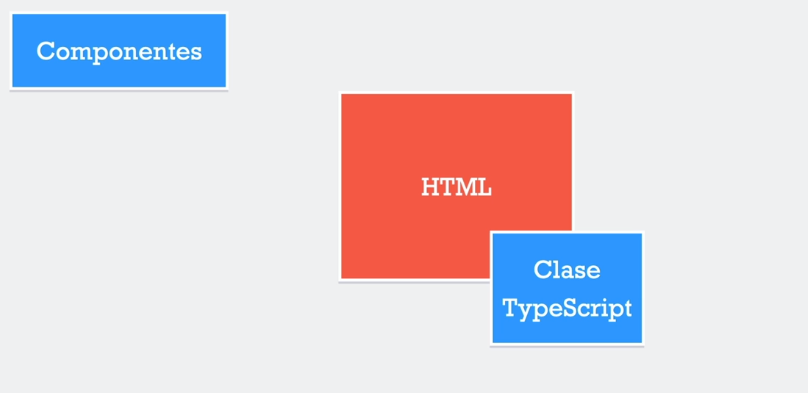 Componentes
HTML
Clase
TypeScript